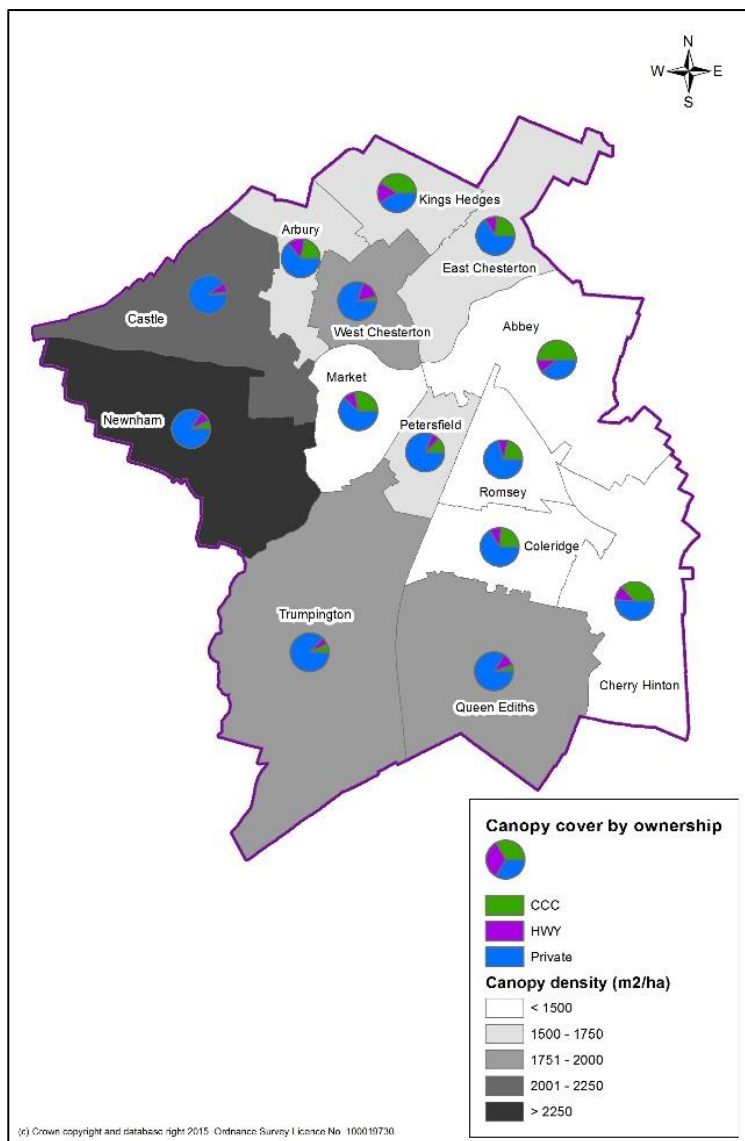 N
W E
S
Kings Hedges
Arbury
East Chesterton
Castle
West Chesterton
Abbey
Market
Newnham
Petersfield
Romsey
Coleridge
Trumpington
Cherry Hinton
Queen Ediths
Canopy cover by ownership
CCC
HWY
Private
Canopy density (m2/ha)
< 1500
1500 - 1750
1751 - 2000
2001 - 2250
> 2250
(c) Crown copyright and database right 2015. Ordnance Survey Licence No. 100019730.